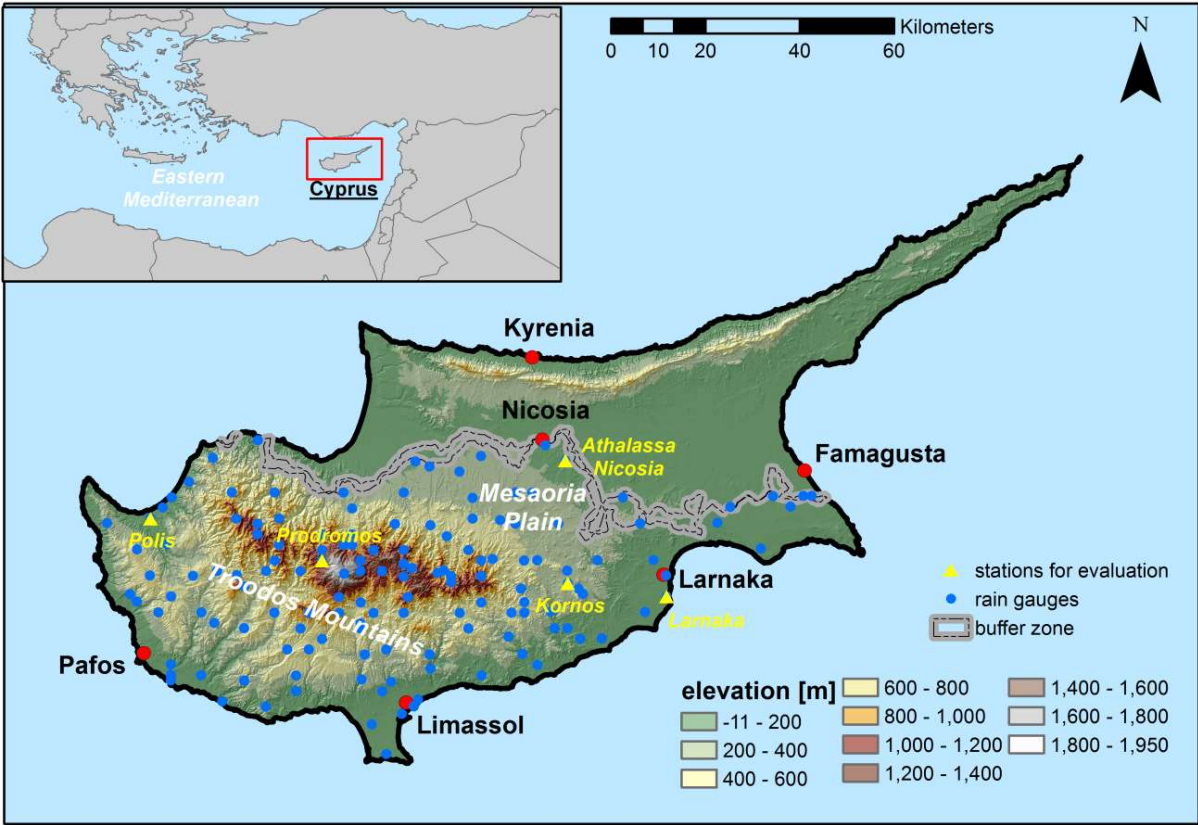 Eastern
Mediterranean
Cyprus
Kilometers
0 10 20 40 60
N
Kyrenia
Nicosia
Athalassa
Nicosia
Famagusta
Mesaoria
Plain
Polis
Prodromos
Troodos Mountains
Kornos
Larnaka
Larnaka
Pafos
Limassol
stations for evaluation
rain gauges
buffer zone
elevation [m]
-11 - 200
200 - 400
400 - 600
600 - 800
800 - 1,000
1,000 - 1,200
1,200 - 1,400
1,400 - 1,600
1,600 - 1,800
1,800 - 1,950